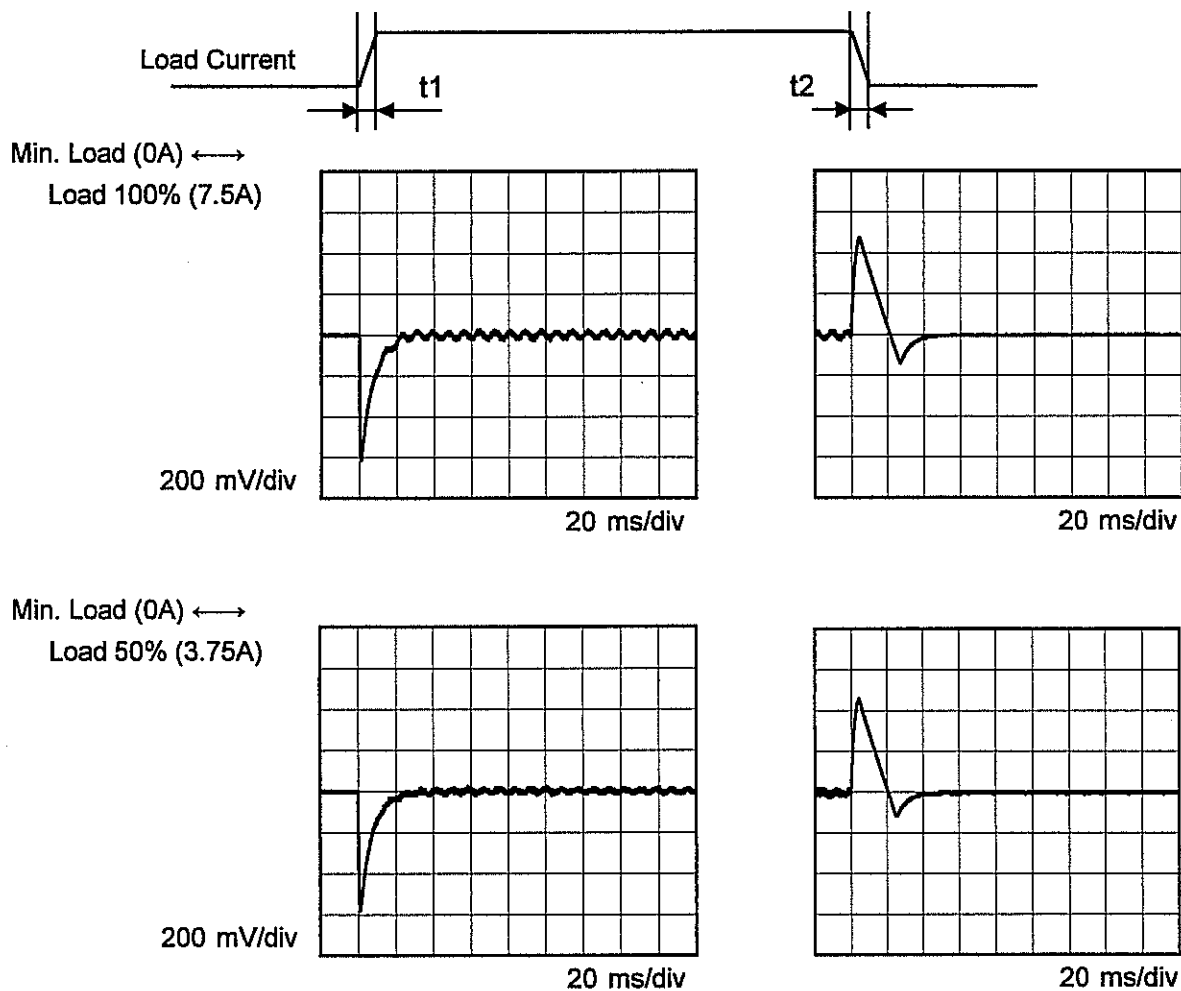 Load Current
t1
t2
Min. Load (0A) ⟷
Load 100% (7.5A)
200 mV/div
20 ms/div
20 ms/div
Min. Load (0A) ⟷
Load 50% (3.75A)
200 mV/div
20 ms/div
20 ms/div